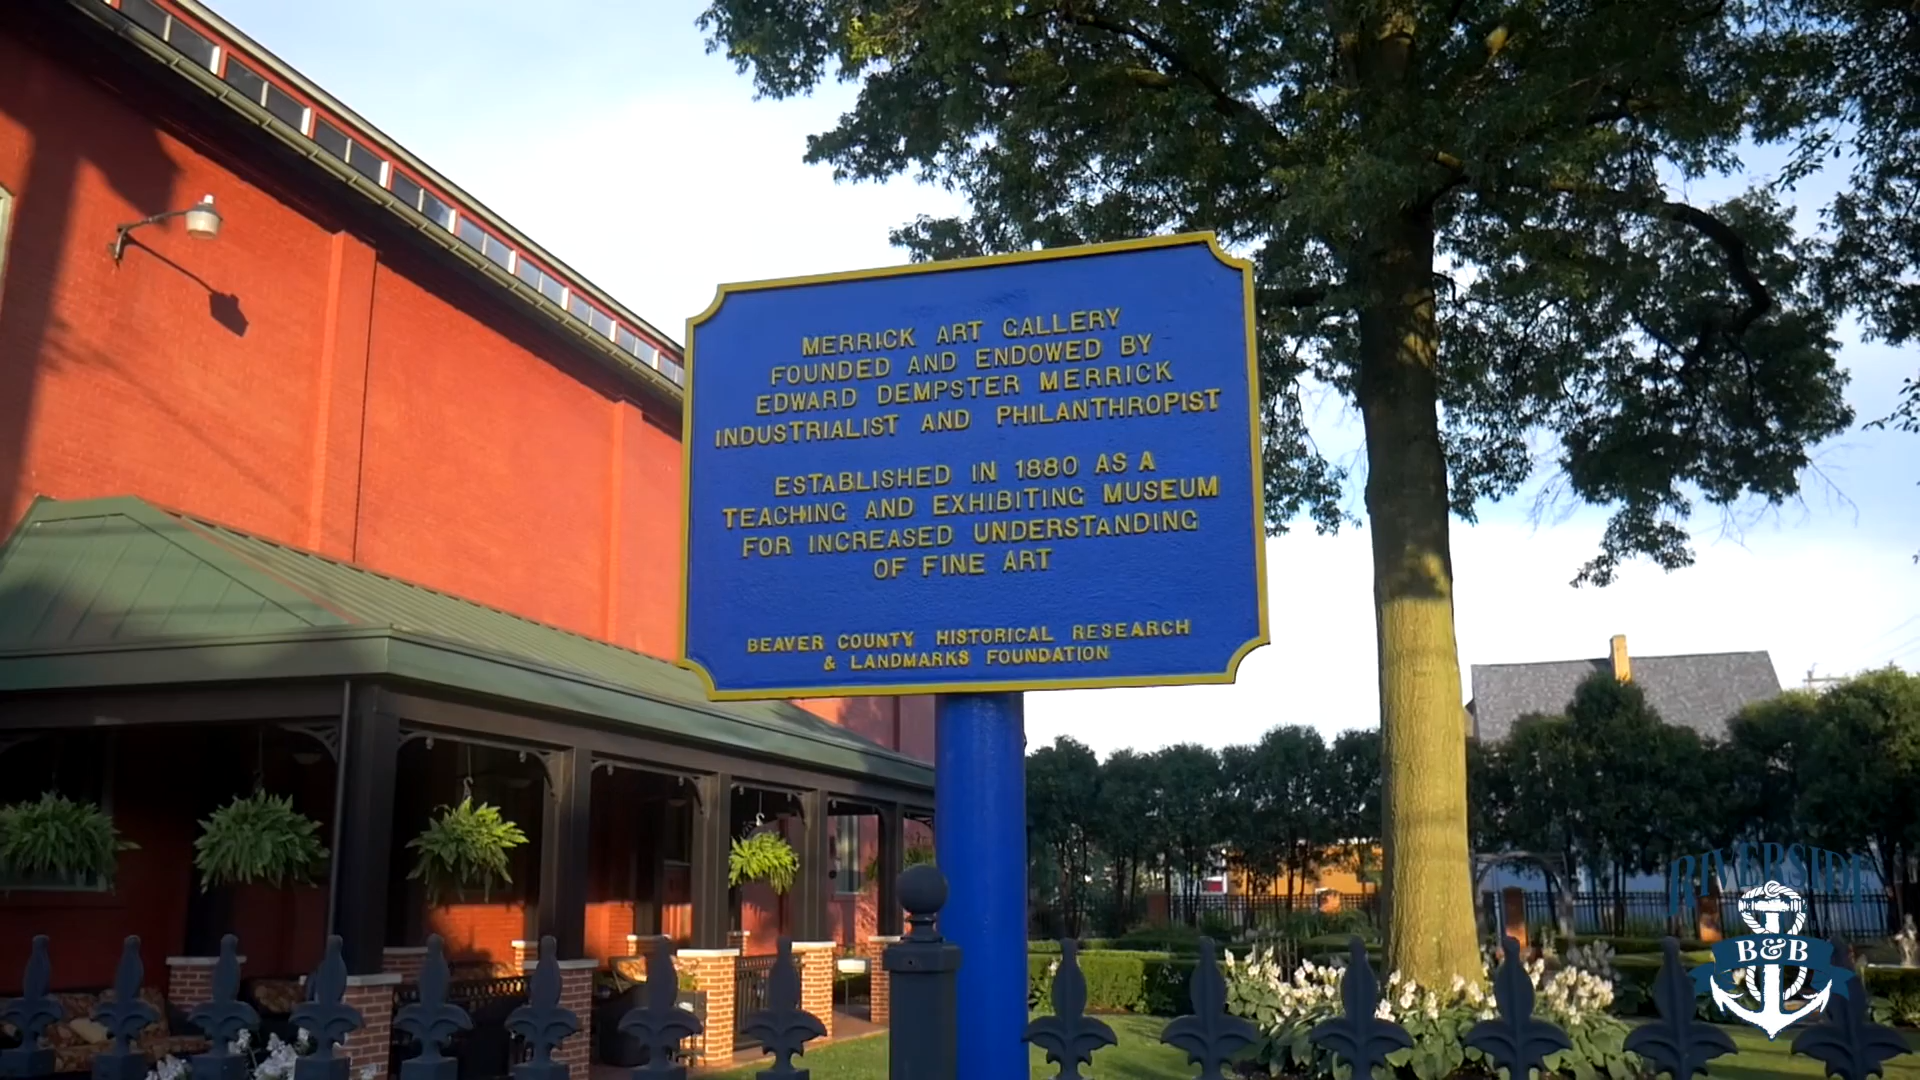 MERRICK ART GALLERY
FOUNDED AND ENDOWED BY
EDWARD DEMPSTER MERRICK
INDUSTRIALIST AND PHILANTHROPIST
ESTABLISHED IN 1880 AS A
TEACHING AND EXHIBITING MUSEUM
FOR INCREASED UNDERSTANDING
OF FINE ART
BEAVER COUNTY HISTORICAL RESEARCH
& LANDMARKS FOUNDATION
RIVERSIDE
B&B